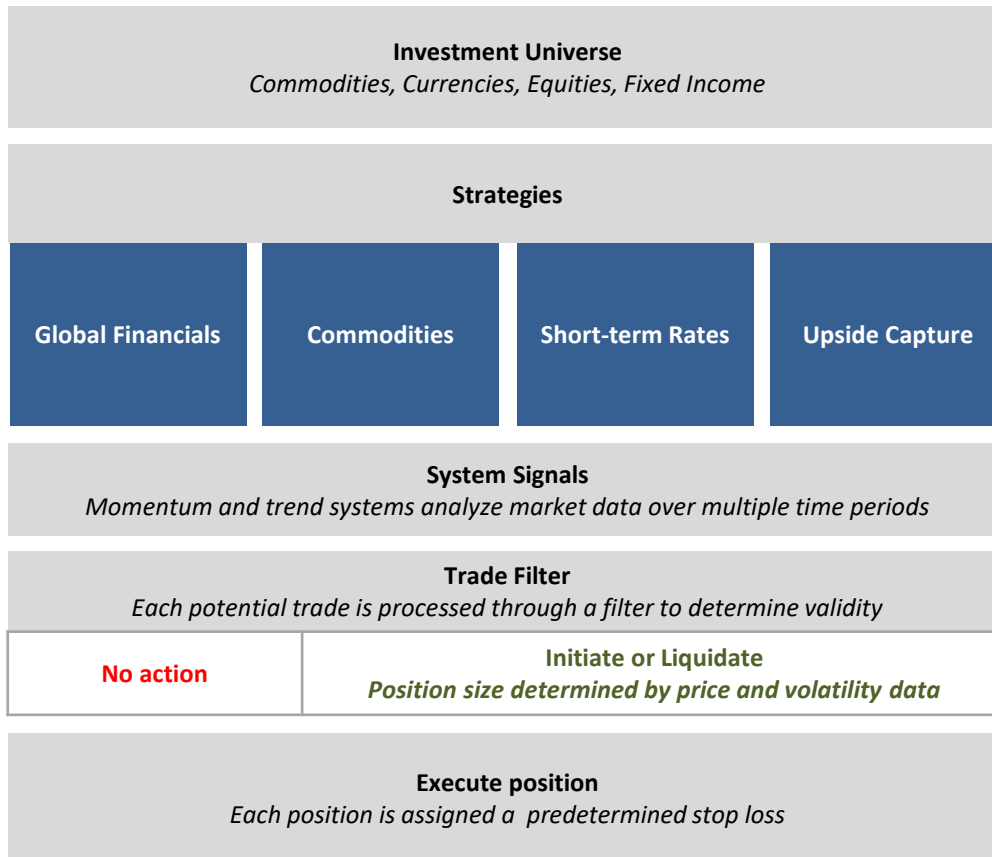 Investment Universe
Commodities, Currencies, Equities, Fixed Income
Strategies
Global Financials
Commodities
Short-term Rates
Upside Capture
System Signals
Momentum and trend systems analyze market data over multiple time periods
Trade Filter
Each potential trade is processed through a filter to determine validity
No action
Initiate or Liquidate
Position size determined by price and volatility data
Execute position
Each position is assigned a  predetermined stop loss